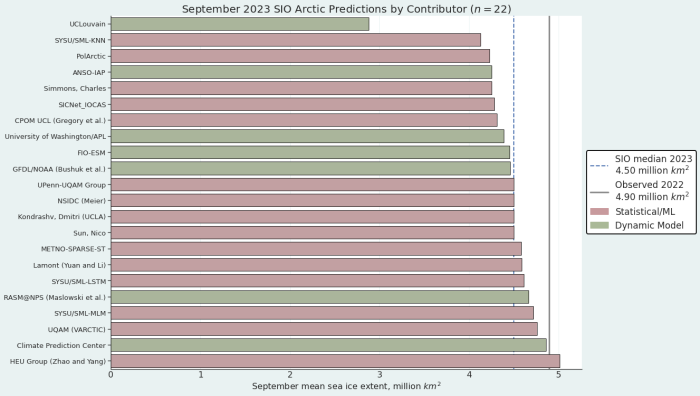 September 2023 SIO Arctic Predictions by Contributor (n = 22)
UCLouvain
SYSU/SML-KNN
PolArctic
ANSO-IAP
Simmons, Charles
SICNet_IOCAS
CPOM UCL (Gregory et al.)
University of Washington/APL
FIO-ESM
GFDL/NOAA (Bushuk et al.)
UPenn-UQAM Group
NSIDC (Meier)
Kondrashv, Dmitri (UCLA)
Sun, Nico
METNO-SPARSE-ST
Lamont (Yuan and Li)
SYSU/SML-LSTM
RASM@NPS (Maslowski et al.)
SYSU/SML-MLM
UQAM (VARCTIC)
Climate Prediction Center
HEU Group (Zhao and Yang)
0 1 2 3 4 5
September mean sea ice extent, million km²
SIO median 2023
4.50 million km²
Observed 2022
4.90 million km²
Statistical/ML
Dynamic Model